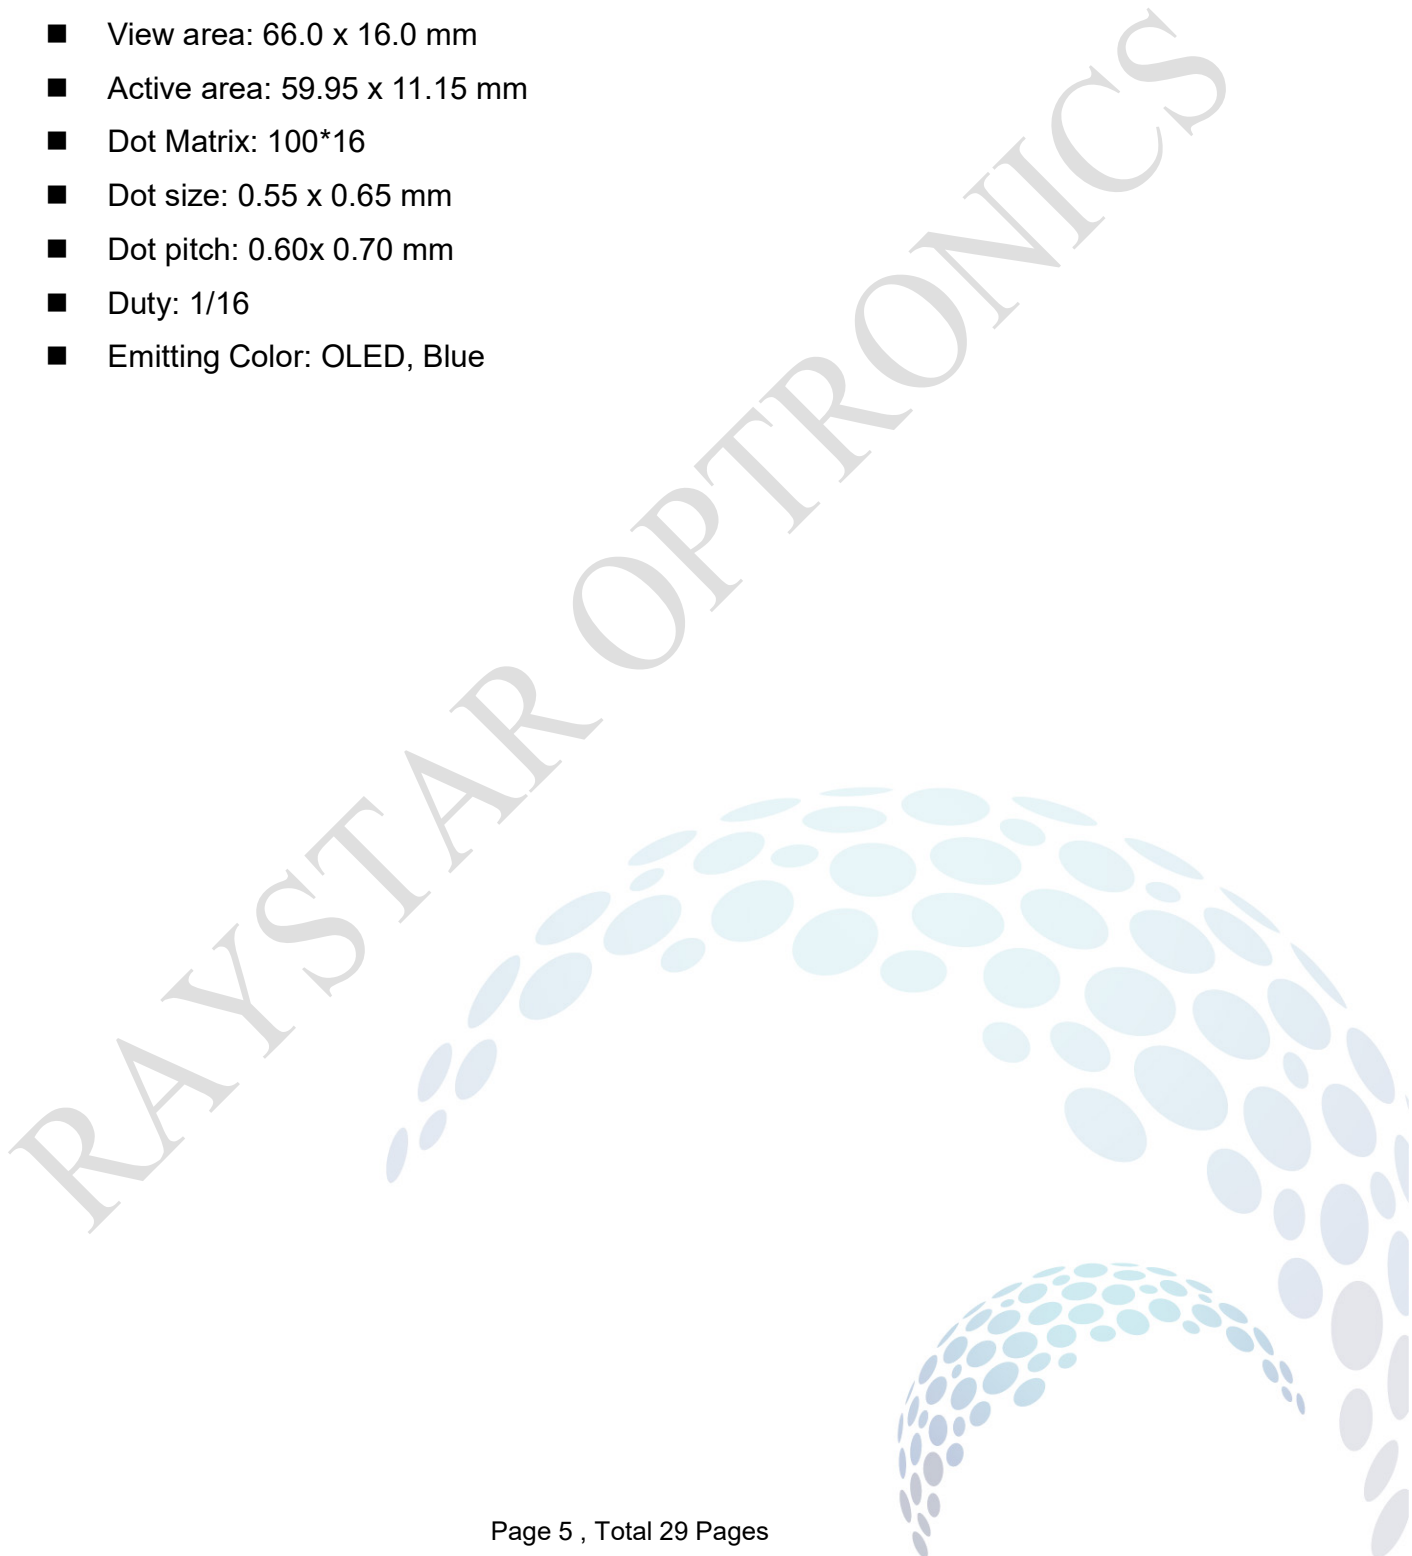 ■ View area: 66.0 x 16.0 mm
■ Active area: 59.95 x 11.15 mm
■ Dot Matrix: 100*16
■ Dot size: 0.55 x 0.65 mm
■ Dot pitch: 0.60x 0.70 mm
■ Duty: 1/16
■ Emitting Color: OLED, Blue
RAYSTAR OPTRONICS
Page 5 , Total 29 Pages